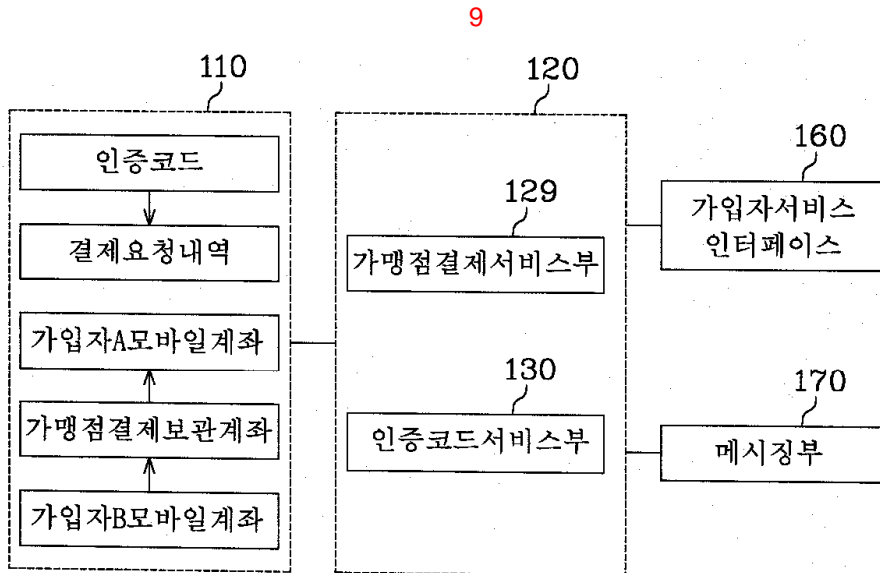 9
110
인증코드
결제요청내역
가입자A모바일계좌
가맹점결제보관계좌
가입자B모바일계좌
120
129
가맹점결제서비스부
130
인증코드서비스부
160
가입자서비스
인터페이스
170
메시징부